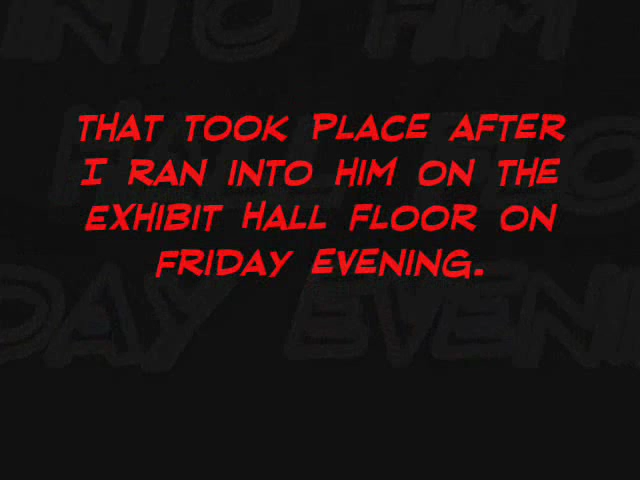 THAT TOOK PLACE AFTER
I RAN INTO HIM ON THE
EXHIBIT HALL FLOOR ON
FRIDAY EVENING.